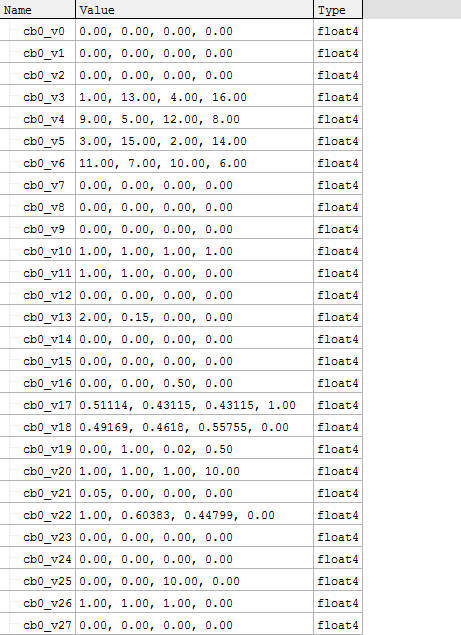 Name Value Type
cb0_v0 0.00, 0.00, 0.00, 0.00 float4
cb0_v1 0.00, 0.00, 0.00, 0.00 float4
cb0_v2 0.00, 0.00, 0.00, 0.00 float4
cb0_v3 1.00, 13.00, 4.00, 16.00 float4
cb0_v4 9.00, 5.00, 12.00, 8.00 float4
cb0_v5 3.00, 15.00, 2.00, 14.00 float4
cb0_v6 11.00, 7.00, 10.00, 6.00 float4
cb0_v7 0.00, 0.00, 0.00, 0.00 float4
cb0_v8 0.00, 0.00, 0.00, 0.00 float4
cb0_v9 0.00, 0.00, 0.00, 0.00 float4
cb0_v10 1.00, 1.00, 1.00, 1.00 float4
cb0_v11 1.00, 1.00, 0.00, 0.00 float4
cb0_v12 0.00, 0.00, 0.00, 0.00 float4
cb0_v13 2.00, 0.15, 0.00, 0.00 float4
cb0_v14 0.00, 0.00, 0.00, 0.00 float4
cb0_v15 0.00, 0.00, 0.00, 0.00 float4
cb0_v16 0.00, 0.00, 0.50, 0.00 float4
cb0_v17 0.51114, 0.43115, 0.43115, 1.00 float4
cb0_v18 0.49169, 0.4618, 0.55755, 0.00 float4
cb0_v19 0.00, 1.00, 0.02, 0.50 float4
cb0_v20 1.00, 1.00, 1.00, 10.00 float4
cb0_v21 0.05, 0.00, 0.00, 0.00 float4
cb0_v22 1.00, 0.60383, 0.44799, 0.00 float4
cb0_v23 0.00, 0.00, 0.00, 0.00 float4
cb0_v24 0.00, 0.00, 0.00, 0.00 float4
cb0_v25 0.00, 0.00, 10.00, 0.00 float4
cb0_v26 1.00, 1.00, 1.00, 0.00 float4
cb0_v27 0.00, 0.00, 0.00, 0.00 float4